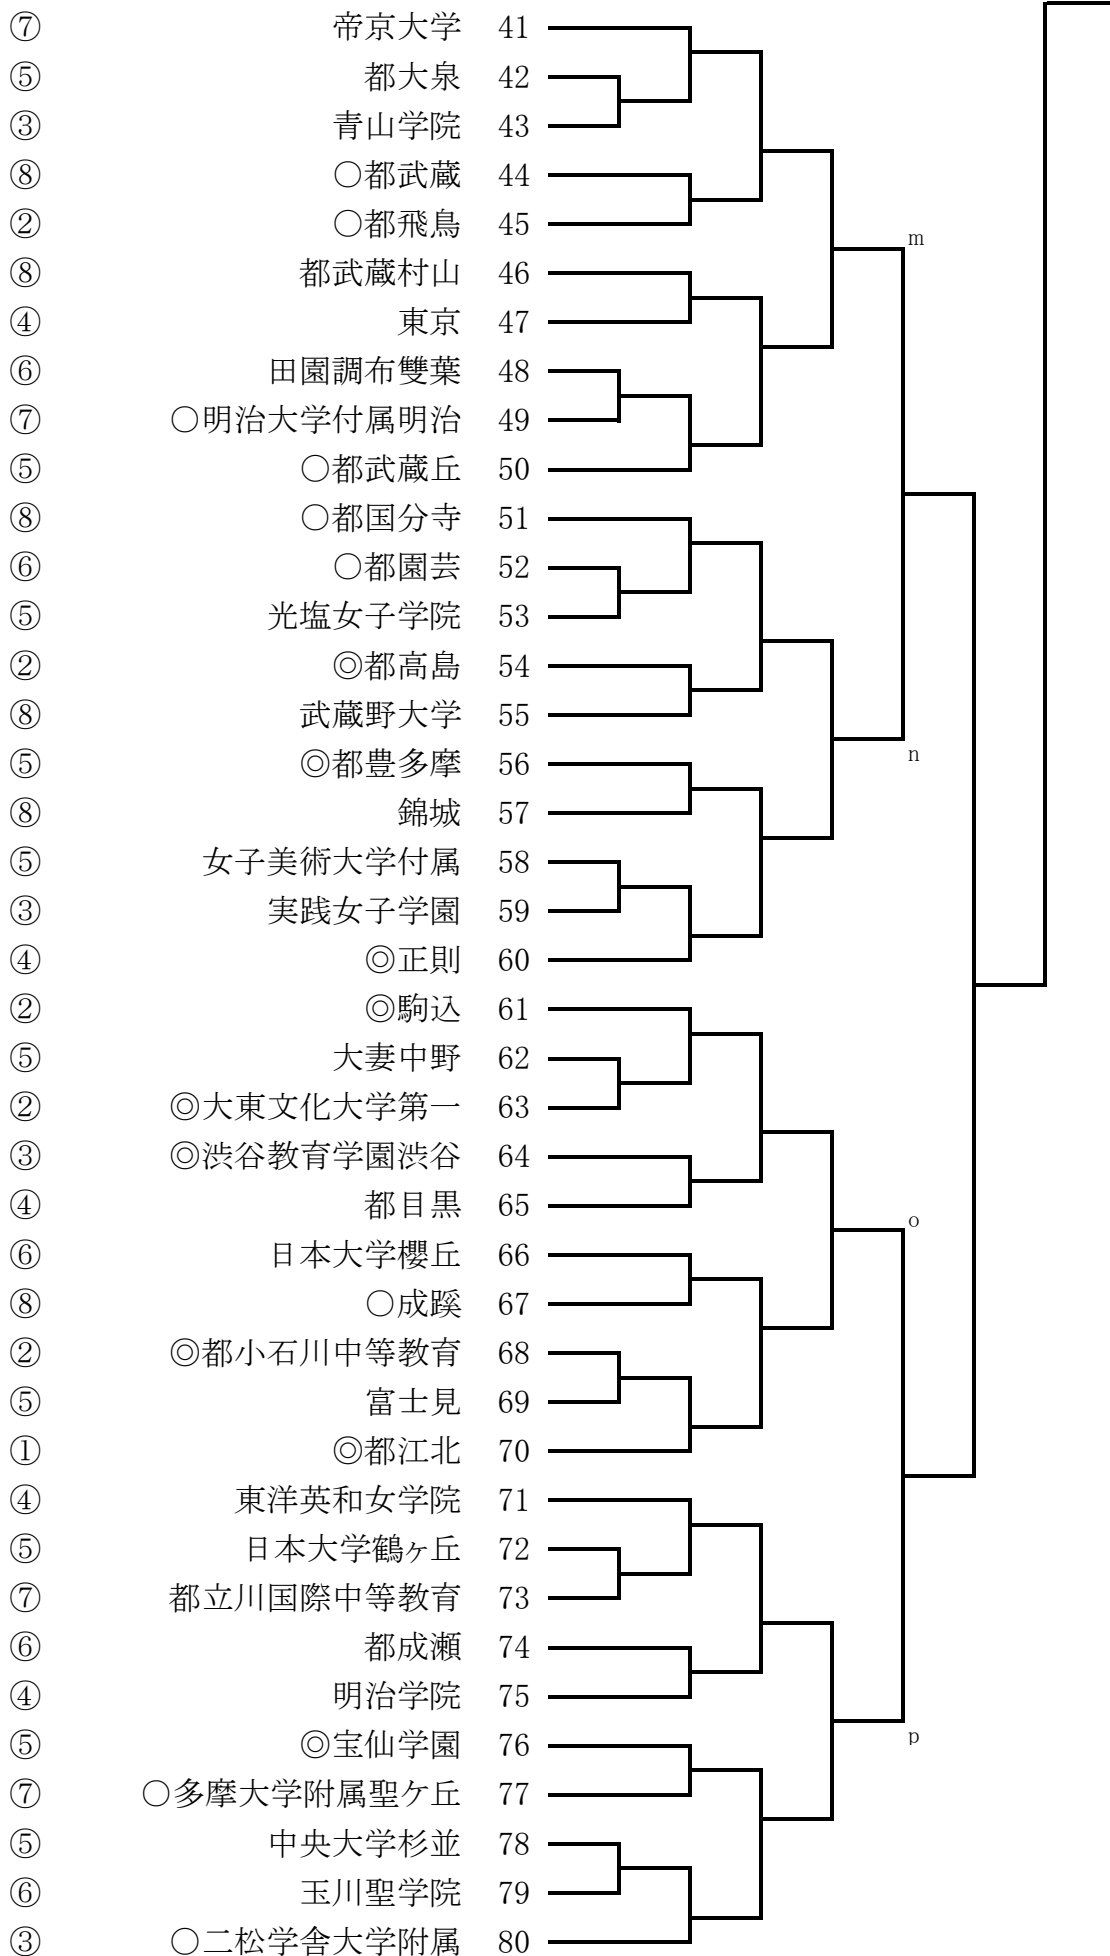 ⑦ 帝京大学 41
⑤ 都大泉 42
③ 青山学院 43
⑧ ○都武蔵 44
② ○都飛鳥 45
m
⑧ 都武蔵村山 46
④ 東京 47
⑥ 田園調布雙葉 48
⑦ ○明治大学付属明治 49
⑤ ○都武蔵丘 50
⑧ ○都国分寺 51
⑥ ○都園芸 52
⑤ 光塩女子学院 53
② ◎都高島 54
⑧ 武蔵野大学 55
n
⑤ ◎都豊多摩 56
⑧ 錦城 57
⑤ 女子美術大学付属 58
③ 実践女子学園 59
④ ◎正則 60
② ◎駒込 61
⑤ 大妻中野 62
② ◎大東文化大学第一 63
③ ◎渋谷教育学園渋谷 64
④ 都目黒 65
o
⑥ 日本大学櫻丘 66
⑧ ○成蹊 67
② ◎都小石川中等教育 68
⑤ 富士見 69
① ◎都江北 70
④ 東洋英和女学院 71
⑤ 日本大学鶴ヶ丘 72
⑦ 都立川国際中等教育 73
⑥ 都成瀬 74
④ 明治学院 75
p
⑤ ◎宝仙学園 76
⑦ ○多摩大学附属聖ケ丘 77
⑤ 中央大学杉並 78
⑥ 玉川聖学院 79
③ ○二松学舎大学附属 80